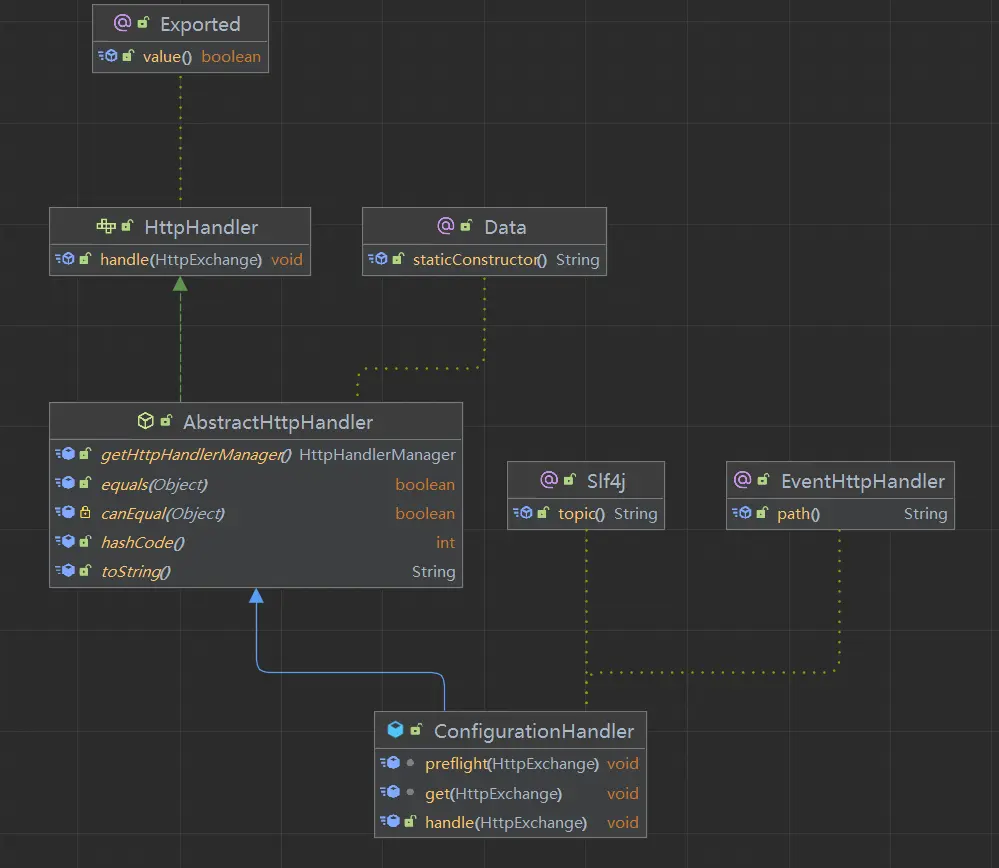 Exported
value() boolean
HttpHandler
handle(HttpExchange) void
Data
staticConstructor() String
AbstractHttpHandler
getHttpHandlerManager() HttpHandlerManager
equals(Object) boolean
canEqual(Object) boolean
hashCode() int
toString() String
Slf4j
topic() String
EventHttpHandler
path() String
ConfigurationHandler
preflight(HttpExchange) void
get(HttpExchange) void
handle(HttpExchange) void